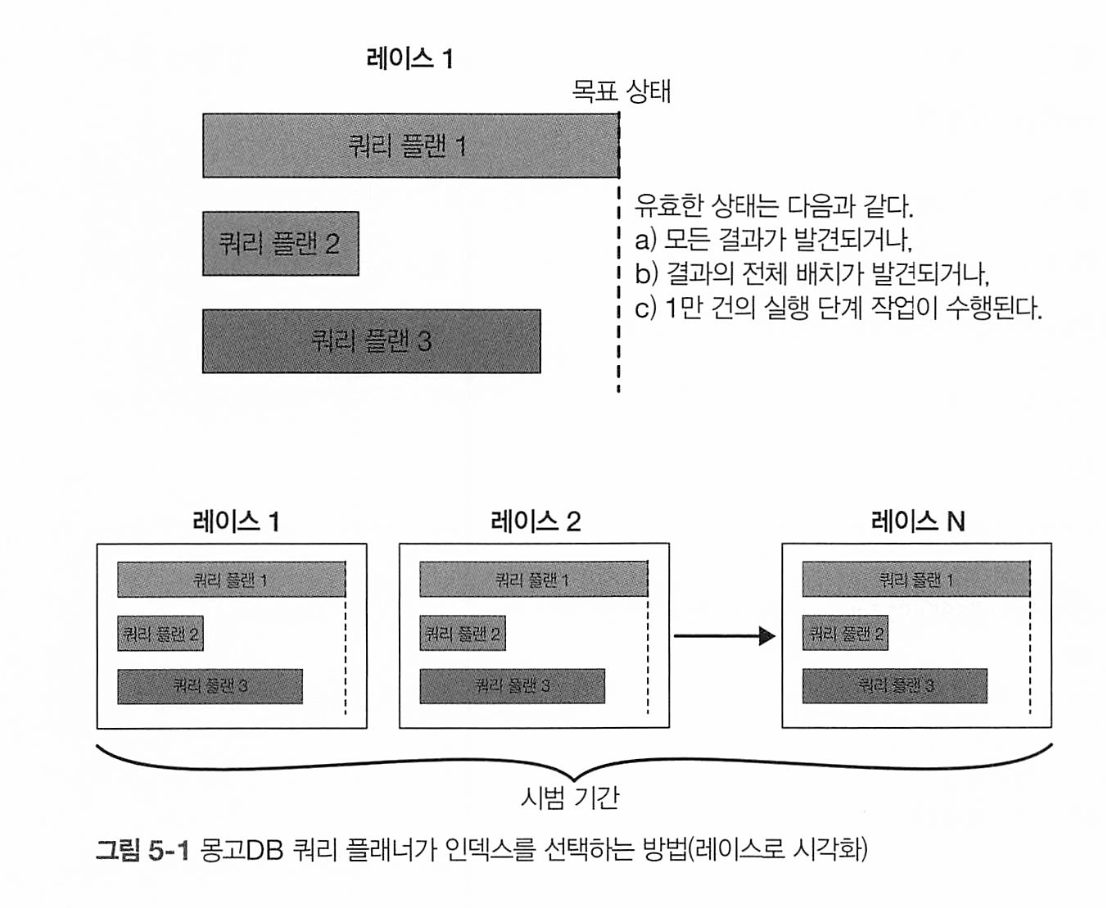 레이스 1
목표 상태
쿼리 플랜 1
쿼리 플랜 2
쿼리 플랜 3
유효한 상태는 다음과 같다.
a) 모든 결과가 발견되거나,
b) 결과의 전체 배치가 발견되거나,
c) 1만 건의 실행 단계 작업이 수행된다.
레이스 1
쿼리 플랜 1
쿼리 플랜 2
쿼리 플랜 3
레이스 2
쿼리 플랜 1
쿼리 플랜 2
쿼리 플랜 3
레이스 N
쿼리 플랜 1
쿼리 플랜 2
쿼리 플랜 3
시범 기간
그림 5-1 몽고DB 쿼리 플래너가 인덱스를 선택하는 방법(레이스로 시각화)